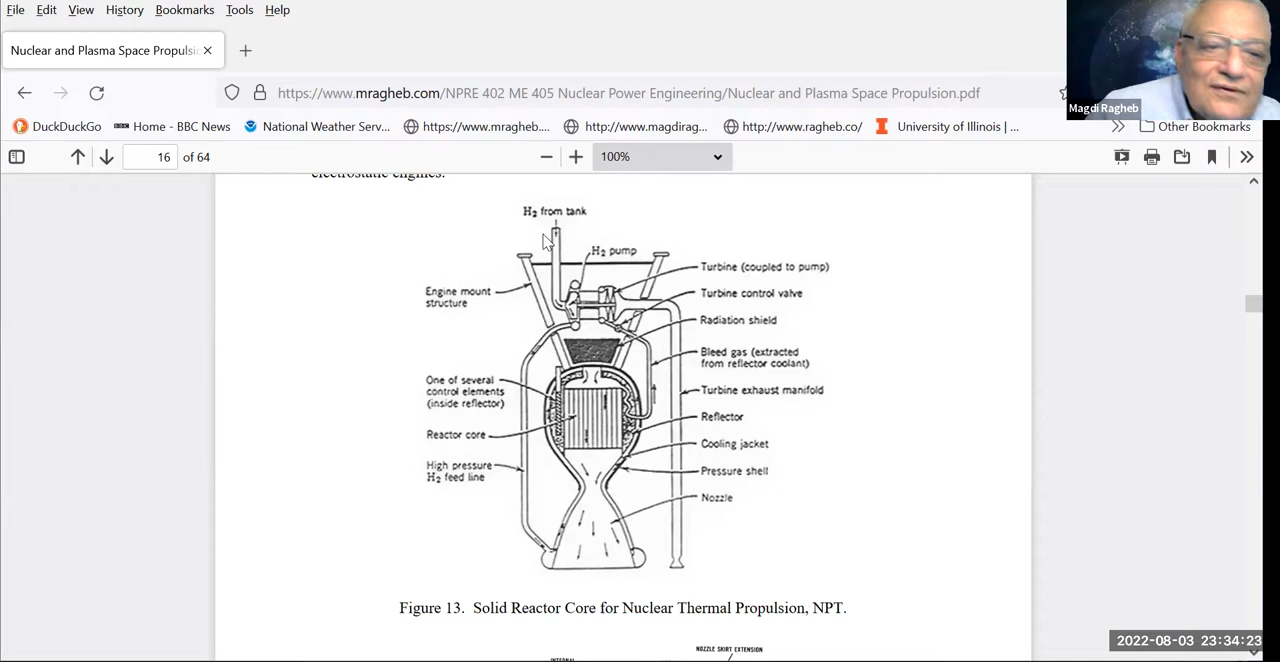 File Edit View History Bookmarks Tools Help
Nuclear and Plasma Space Propulsi
https://www.mragheb.com/NPRE 402 ME 405 Nuclear Power Engineering/Nuclear and Plasma Space Propulsion.pdf
Magdi Ragheb
DuckDuckGo
BBC Home - BBC News
National Weather Serv...
https://www.mragheb....
http://www.magdirag...
http://www.ragheb.co/
University of Illinois |...
Other Bookmarks
16 of 64
100%
electrostatic engines.
H2 from tank
H2 pump
Turbine (coupled to pump)
Engine mount
structure
Turbine control valve
Radiation shield
Bleed gas (extracted
from reflector coolant)
One of several
control elements
(inside reflector)
Turbine exhaust manifold
Reflector
Reactor core
Cooling jacket
High pressure
H2 feed line
Pressure shell
Nozzle
Figure 13. Solid Reactor Core for Nuclear Thermal Propulsion, NPT.
2022-08-03 23:34:23
NOZZLE SKIRT EXTENSION
INTERNAL